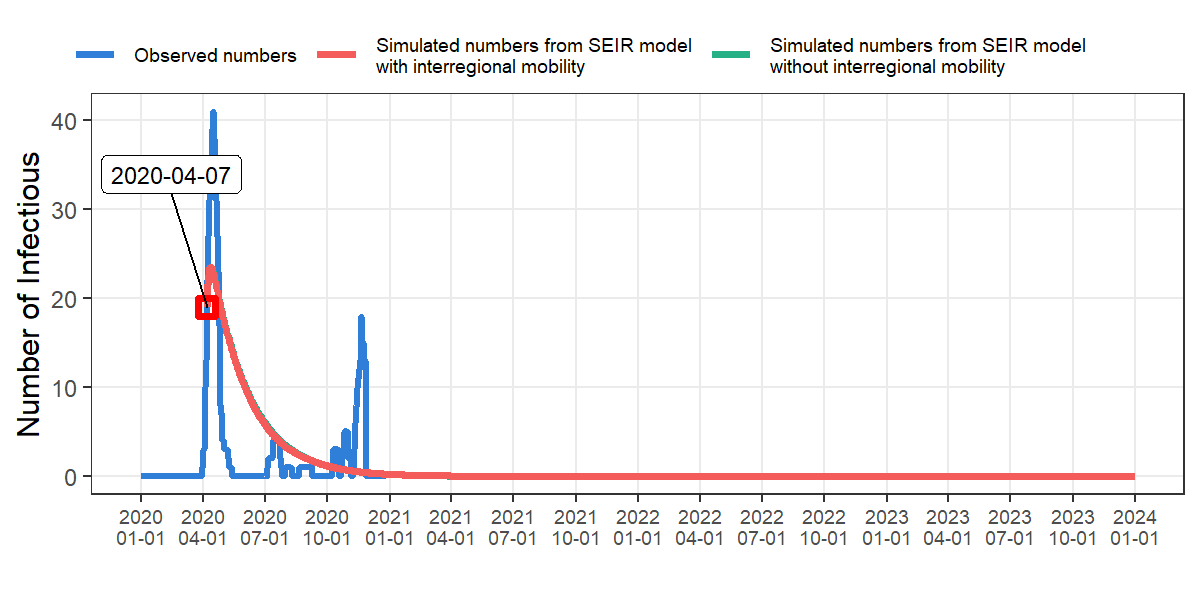 Observed numbers
Simulated numbers from SEIR model
with interregional mobility
Simulated numbers from SEIR model
without interregional mobility
Number of Infectious
40
30
20
10
0
2020-04-07
2020 2020 2020 2020 2021 2021 2021 2021 2022 2022 2022 2022 2023 2023 2023 2023 2024
01-01 04-01 07-01 10-01 01-01 04-01 07-01 10-01 01-01 04-01 07-01 10-01 01-01 04-01 07-01 10-01 01-01